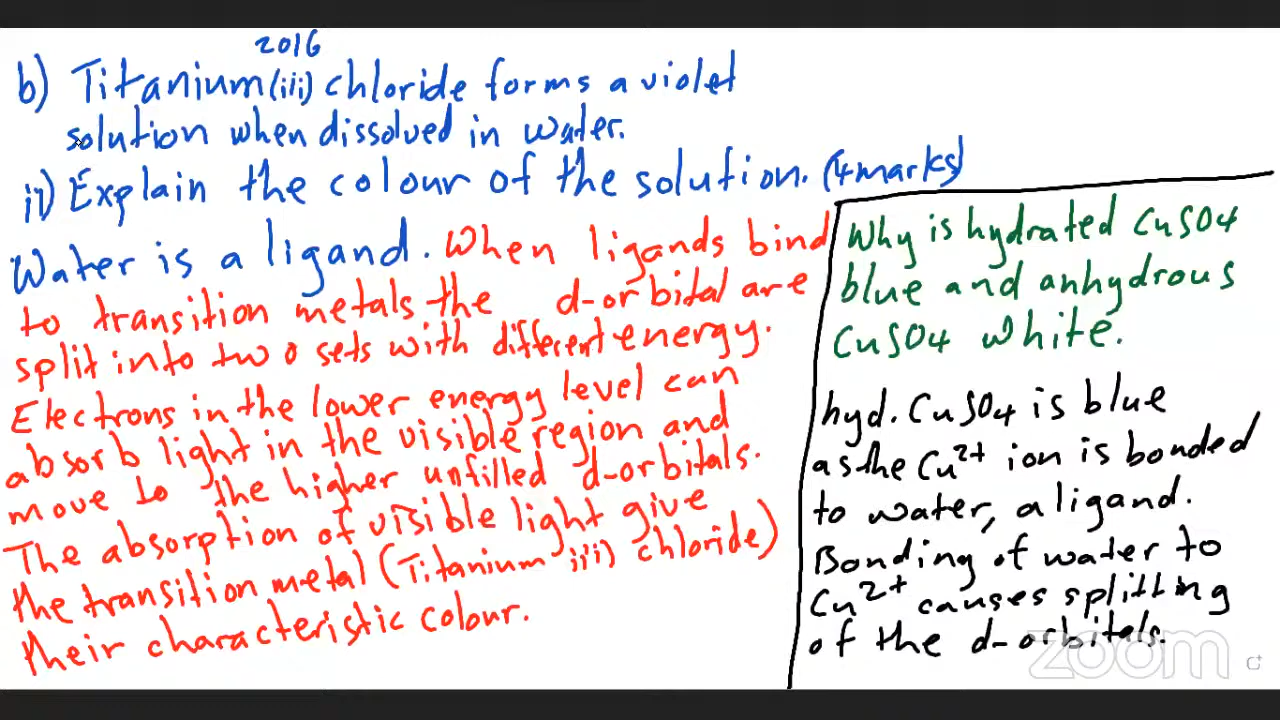 2016
b) Titanium(iii) chloride forms a violet
solution when dissolved in water.
iv) Explain the colour of the solution. (4marks)
Water is a ligand. When ligands bind
to transition metals the d-orbital are
split into two o sets with different energy.
Electrons in the lower energy level can
absorb light in the visible region and
move to the higher unfilled d-orbitals.
The absorption of visible light give
the transition metal (Titanium iii) chloride)
their characteristic colour.
Why is hydrated CuSO4
blue and anhydrous
CuSO4 white.
hyd. CuSO4 is blue
as the Cu2+ ion is bonded
to water, a ligand.
Bonding of water to
Cu2+ causes splitting
of the d-orbitals.
zoom